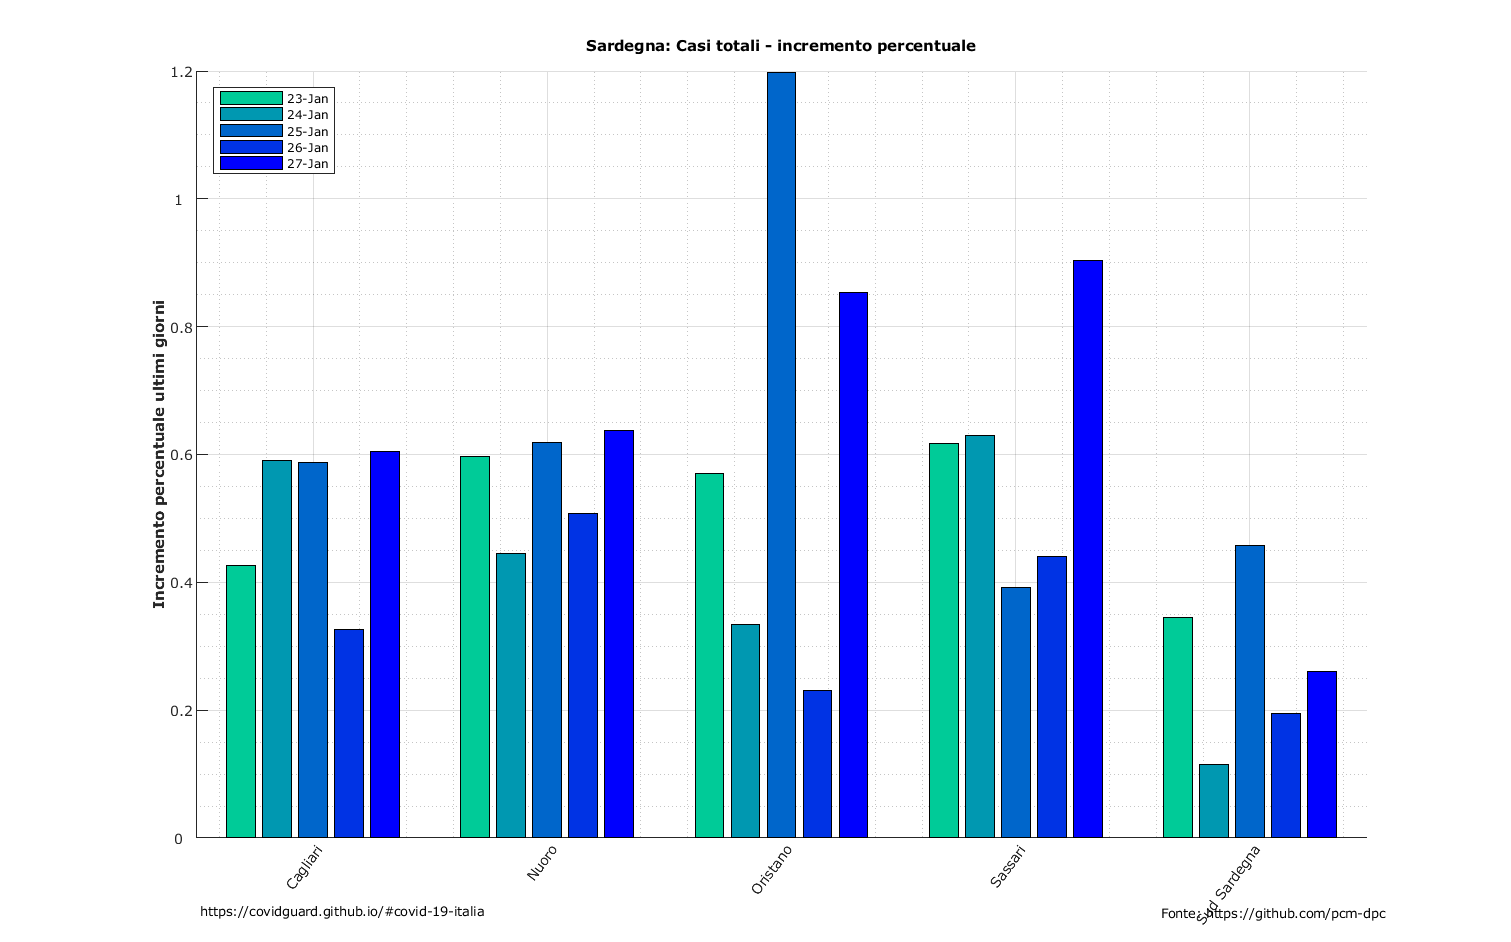 Sardegna: Casi totali - incremento percentuale
1.2
1
0.8
0.6
0.4
0.2
0
Incremento percentuale ultimi giorni
23-Jan
24-Jan
25-Jan
26-Jan
27-Jan
Cagliari
Nuoro
Oristano
Sassari
Sud Sardegna
https://covidguard.github.io/#covid-19-italia
Fonte: https://github.com/pcm-dpc